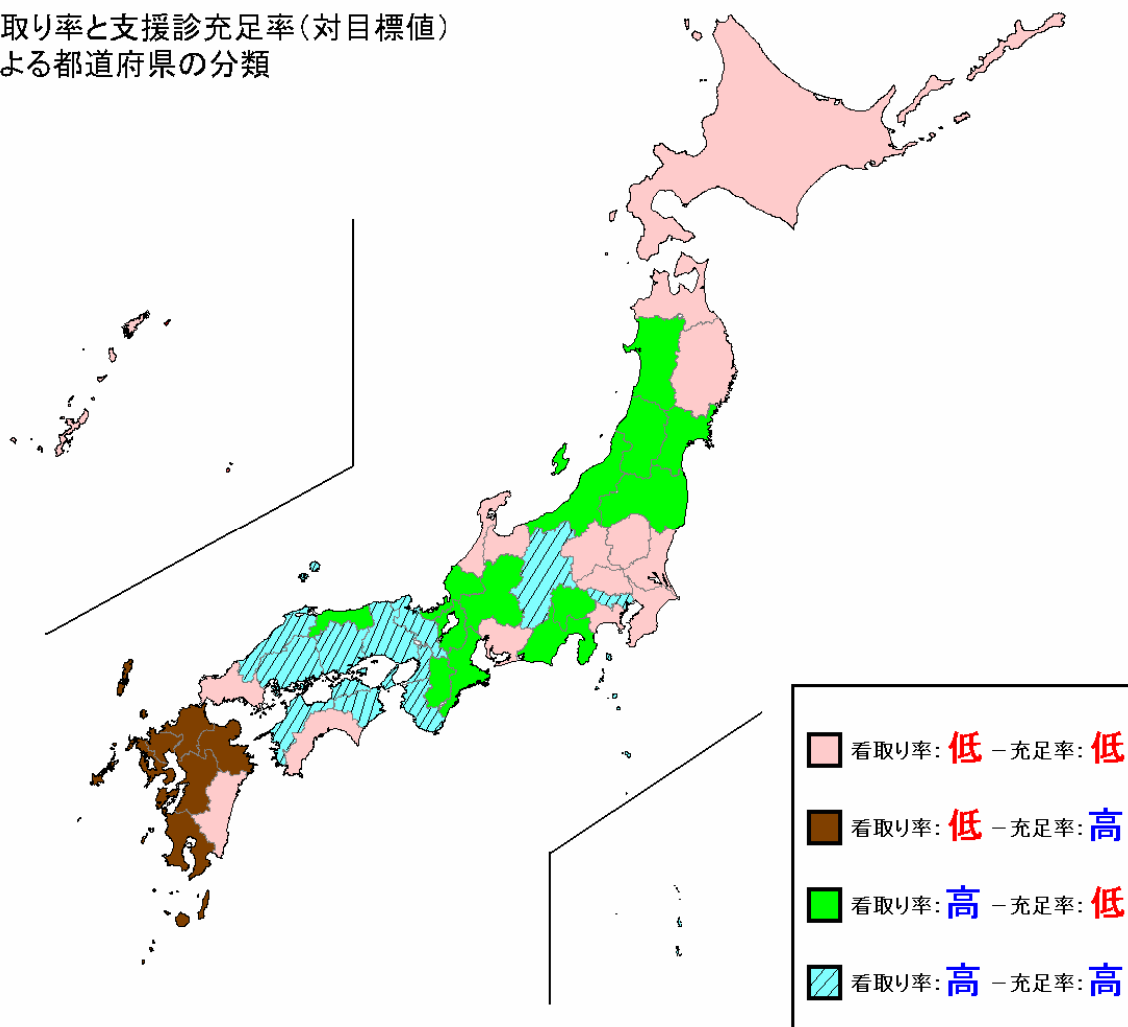 取り率と支援診充足率(対目標値)
よる都道府県の分類
看取り率:低-充足率:低
看取り率:低-充足率:高
看取り率:高-充足率:低
看取り率:高-充足率:高